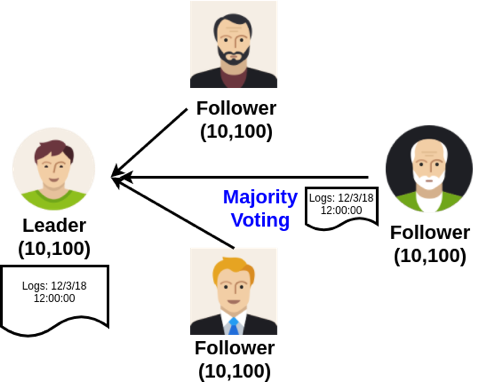 Follower
(10,100)
Leader
(10,100)
Logs: 12/3/18
12:00:00
Majority
Voting
Logs: 12/3/18
12:00:00
Follower
(10,100)
Follower
(10,100)